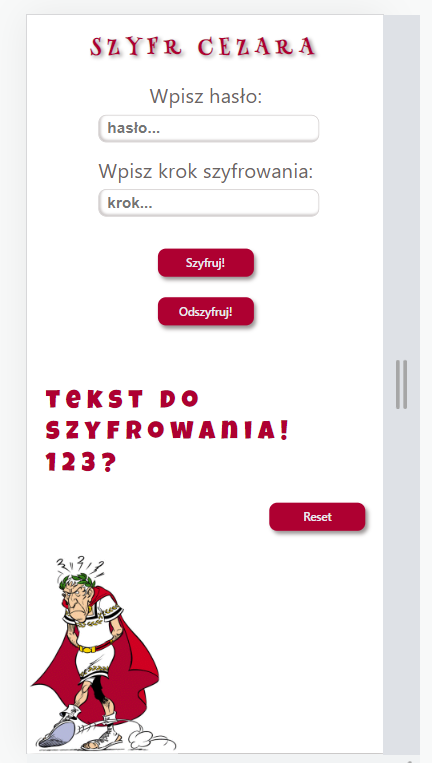 SZYFR CEZARA
Wpisz hasło:
hasło...
Wpisz krok szyfrowania:
krok...
Szyfruj!
Odszyfruj!
Tekst do
szyfrowania!
123?
Reset
? ? ? ?